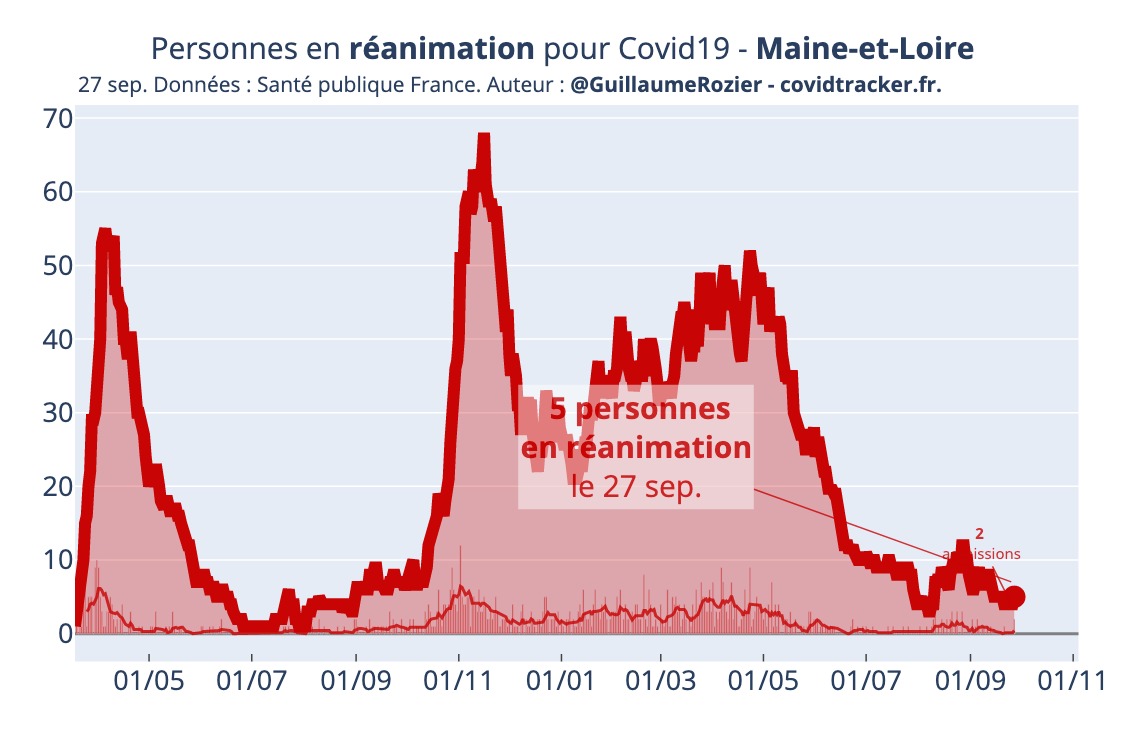 Personnes en réanimation pour Covid19 - Maine-et-Loire
27 sep. Données : Santé publique France. Auteur : @GuillaumeRozier - covidtracker.fr.
70
60
50
40
30
20
10
0
5 personnes
en réanimation
le 27 sep.
2
admissions
01/05 01/07 01/09 01/11 01/01 01/03 01/05 01/07 01/09 01/11